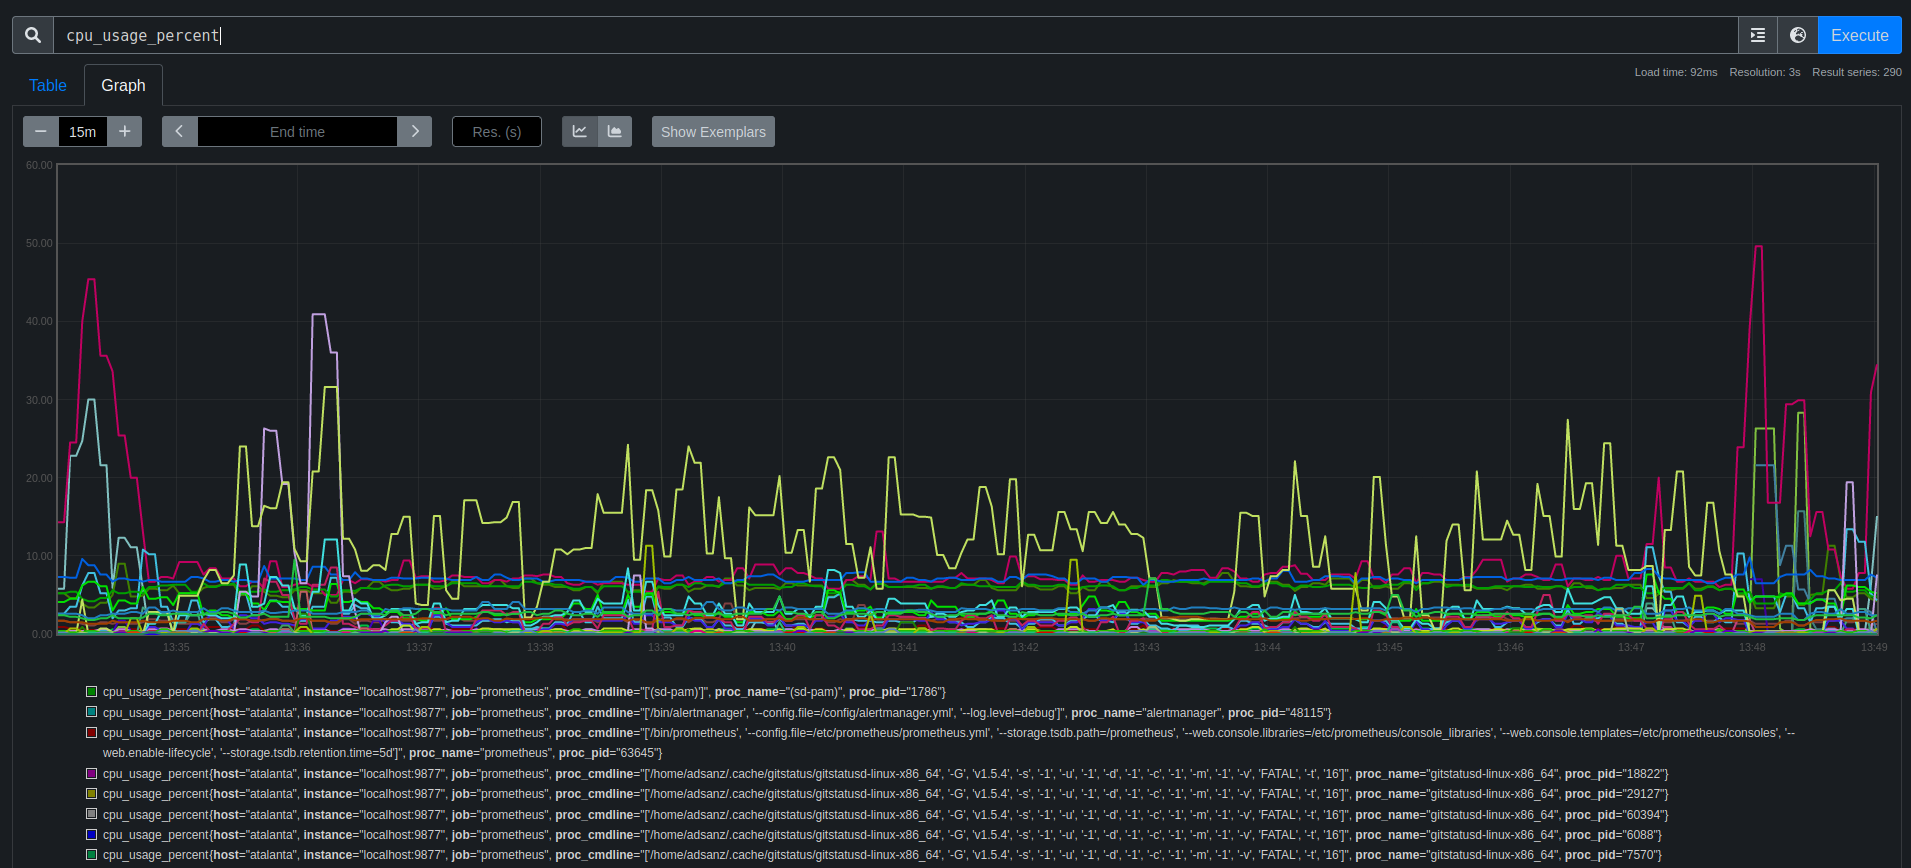 cpu_usage_percent
Execute
Table
Graph
Load time: 92ms Resolution: 3s Result series: 290
15m
End time
Res. (s)
Show Exemplars
60.00
50.00
40.00
30.00
20.00
10.00
0.00
13:35 13:36 13:37 13:38 13:39 13:40 13:41 13:42 13:43 13:44 13:45 13:46 13:47 13:48 13:49
cpu_usage_percent{host="atalanta", instance="localhost:9877", job="prometheus", proc_cmdline="['(sd-pam)']", proc_name="(sd-pam)", proc_pid="1786"}
cpu_usage_percent{host="atalanta", instance="localhost:9877", job="prometheus", proc_cmdline="['/bin/alertmanager', '--config.file=/config/alertmanager.yml', '--log.level=debug']", proc_name="alertmanager", proc_pid="48115"}
cpu_usage_percent{host="atalanta", instance="localhost:9877", job="prometheus", proc_cmdline="['/bin/prometheus', '--config.file=/etc/prometheus/prometheus.yml', '--storage.tsdb.path=/prometheus', '--web.console.libraries=/etc/prometheus/console_libraries', '--web.console.templates=/etc/prometheus/consoles', '--
web.enable-lifecycle', '--storage.tsdb.retention.time=5d']", proc_name="prometheus", proc_pid="63645"}
cpu_usage_percent{host="atalanta", instance="localhost:9877", job="prometheus", proc_cmdline="['/home/adsanz/.cache/gitstatus/gitstatusd-linux-x86_64', '-G', 'v1.5.4', '-s', '-1', '-u', '-1', '-d', '-1', '-c', '-1', '-m', '-1', '-v', 'FATAL', '-t', '16']", proc_name="gitstatusd-linux-x86_64", proc_pid="18822"}
cpu_usage_percent{host="atalanta", instance="localhost:9877", job="prometheus", proc_cmdline="['/home/adsanz/.cache/gitstatus/gitstatusd-linux-x86_64', '-G', 'v1.5.4', '-s', '-1', '-u', '-1', '-d', '-1', '-c', '-1', '-m', '-1', '-v', 'FATAL', '-t', '16']", proc_name="gitstatusd-linux-x86_64", proc_pid="29127"}
cpu_usage_percent{host="atalanta", instance="localhost:9877", job="prometheus", proc_cmdline="['/home/adsanz/.cache/gitstatus/gitstatusd-linux-x86_64', '-G', 'v1.5.4', '-s', '-1', '-u', '-1', '-d', '-1', '-c', '-1', '-m', '-1', '-v', 'FATAL', '-t', '16']", proc_name="gitstatusd-linux-x86_64", proc_pid="60394"}
cpu_usage_percent{host="atalanta", instance="localhost:9877", job="prometheus", proc_cmdline="['/home/adsanz/.cache/gitstatus/gitstatusd-linux-x86_64', '-G', 'v1.5.4', '-s', '-1', '-u', '-1', '-d', '-1', '-c', '-1', '-m', '-1', '-v', 'FATAL', '-t', '16']", proc_name="gitstatusd-linux-x86_64", proc_pid="6088"}
cpu_usage_percent{host="atalanta", instance="localhost:9877", job="prometheus", proc_cmdline="['/home/adsanz/.cache/gitstatus/gitstatusd-linux-x86_64', '-G', 'v1.5.4', '-s', '-1', '-u', '-1', '-d', '-1', '-c', '-1', '-m', '-1', '-v', 'FATAL', '-t', '16']", proc_name="gitstatusd-linux-x86_64", proc_pid="7570"}